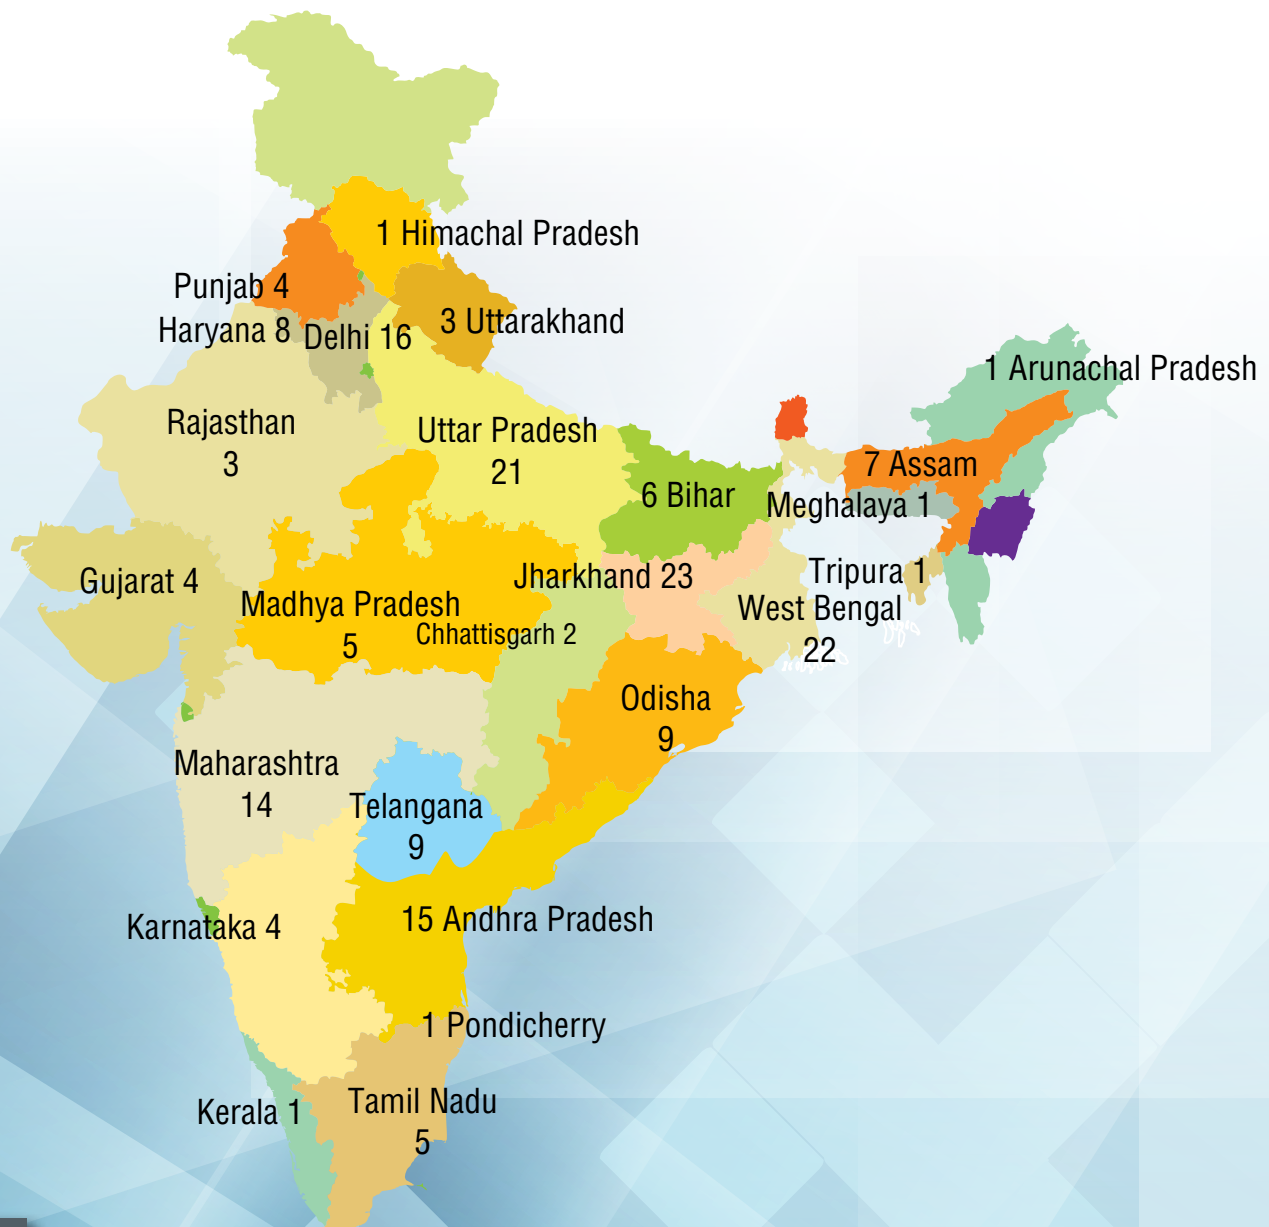 1 Himachal Pradesh
Punjab 4
3 Uttarakhand
Haryana 8
Delhi 16
1 Arunachal Pradesh
Rajasthan
3
Uttar Pradesh
21
7 Assam
6 Bihar
Meghalaya 1
Gujarat 4
Jharkhand 23
Tripura 1
Madhya Pradesh
5
Chhattisgarh 2
West Bengal
22
Odisha
9
Maharashtra
14
Telangana
9
Karnataka 4
15 Andhra Pradesh
1 Pondicherry
Kerala 1
Tamil Nadu
5